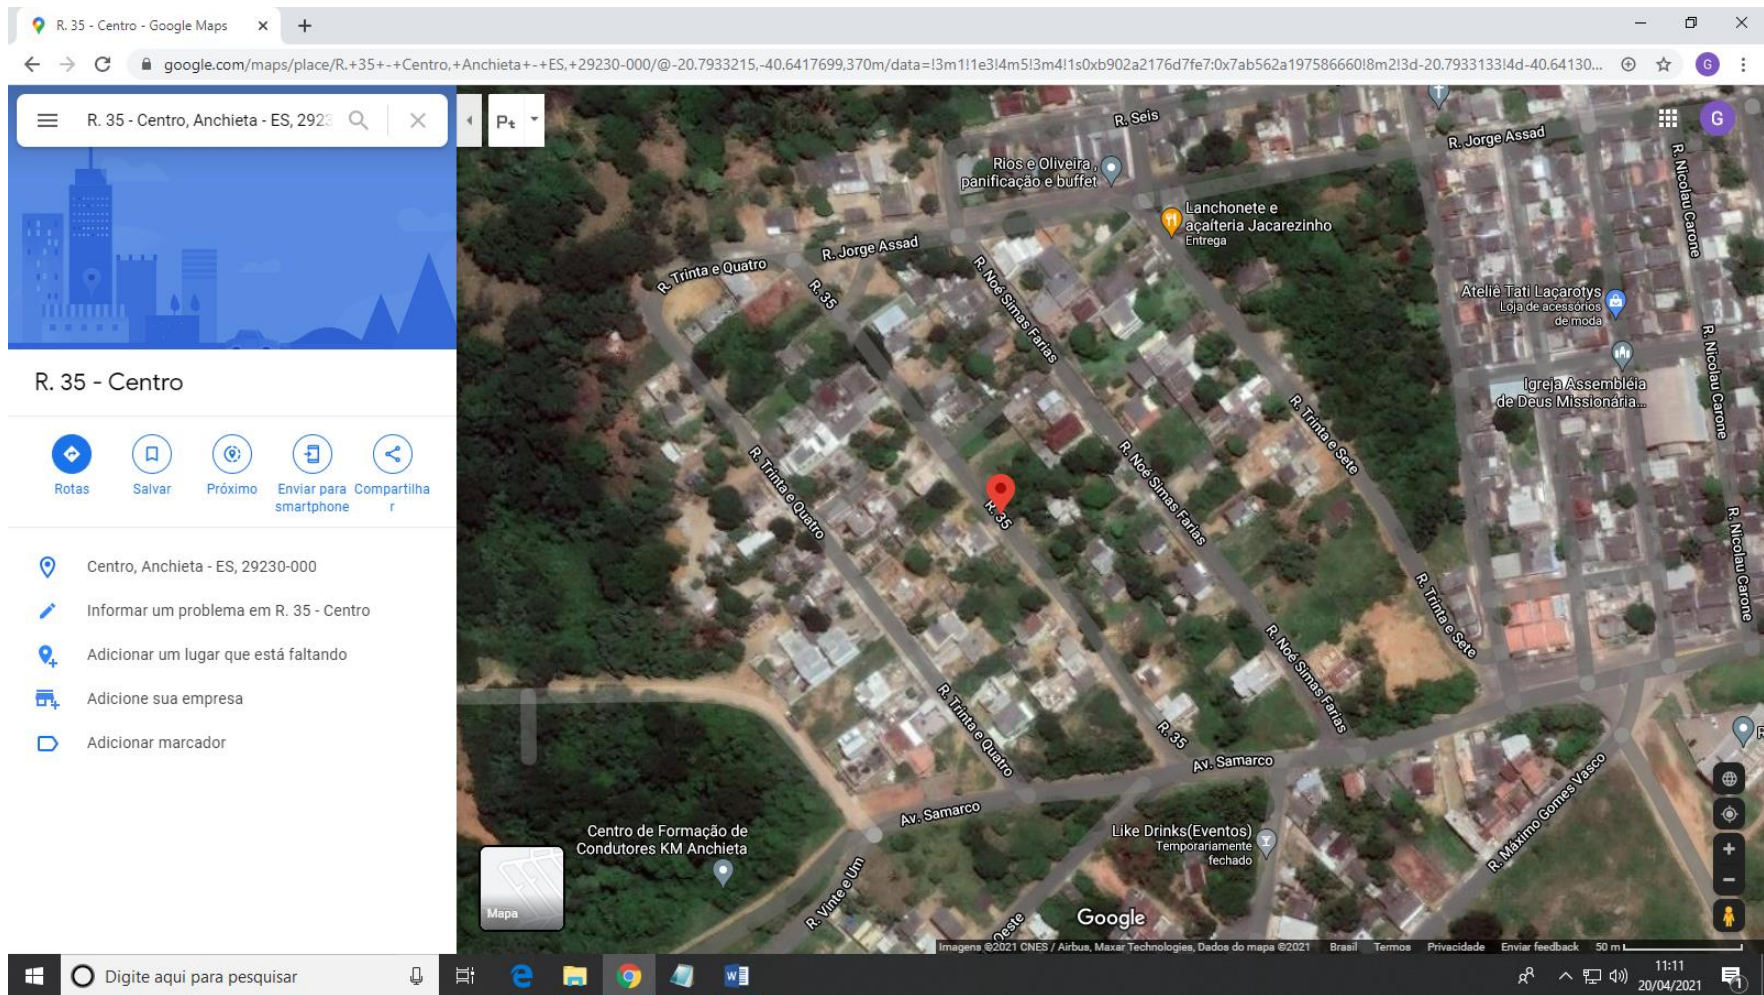 R. 35 - Centro - Google Maps
google.com/maps/place/R.+35+-+Centro,+Anchieta+-+ES,+29230-000/@-20.7933215,-40.6417699,370m/data=!3m1!1e3!4m5!3m4!1s0xb902a2176d7fe7:0x7ab562a197586660!8m2!3d-20.7933133!4d-40.64130...
G
R. 35 - Centro, Anchieta - ES, 2923
R. 35 - Centro
Rotas
Salvar
Próximo
Enviar para
smartphone
Compartilha
r
Centro, Anchieta - ES, 29230-000
Informar um problema em R. 35 - Centro
Adicionar um lugar que está faltando
Adicione sua empresa
Adicionar marcador
G
R. Seis
R. Jorge Assad
Rios e Oliveira ,
panificação e buffet
R. Nicolau Carone
Lanchonete e
açaíteria Jacarezinho
Entrega
R. Jorge Assad
R. Trinta e Quatro
R. 35
R. Noé Simas Farias
Ateliê Tati Laçarotys
Loja de acessórios
de moda
R. Nicolau Carone
Igreja Assembléia
de Deus Missionária...
R. Trinta e Sete
R. Trinta e Quatro
R. Noé Simas Farias
R. 35
R. Nicolau Carone
R. Trinta e Sete
R. Noé Simas Farias
R. Trinta e Quatro
R. 35
Av. Samarco
Av. Samarco
R. Máximo Gomes Vasco
Centro de Formação de
Condutores KM Anchieta
Like Drinks(Eventos)
Temporariamente
fechado
R. Vinte e Um
Oeste
Mapa
Google
Imagens ©2021 CNES / Airbus, Maxar Technologies, Dados do mapa ©2021
Brasil
Termos
Privacidade
Enviar feedback
50 m
Digite aqui para pesquisar
11:11
20/04/2021
1